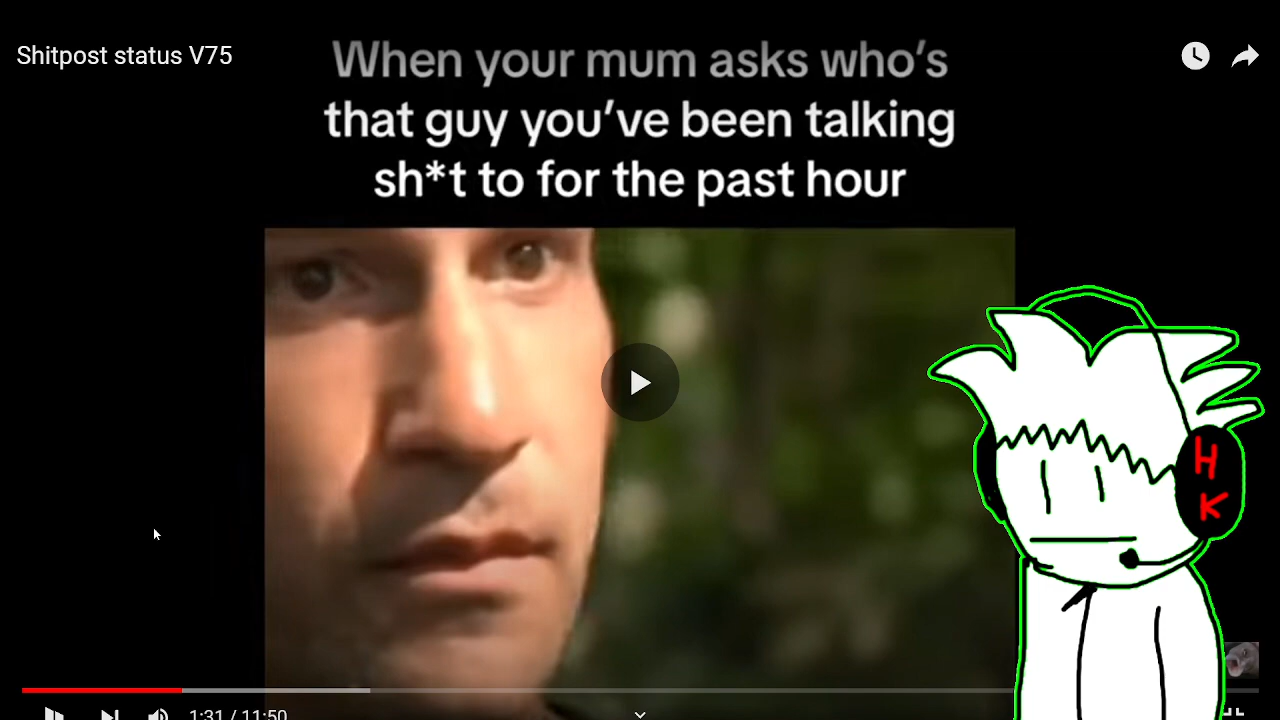 Shitpost status V75
When your mum asks who's
that guy you've been talking
sh*t to for the past hour
H
K
1:31 / 11:50